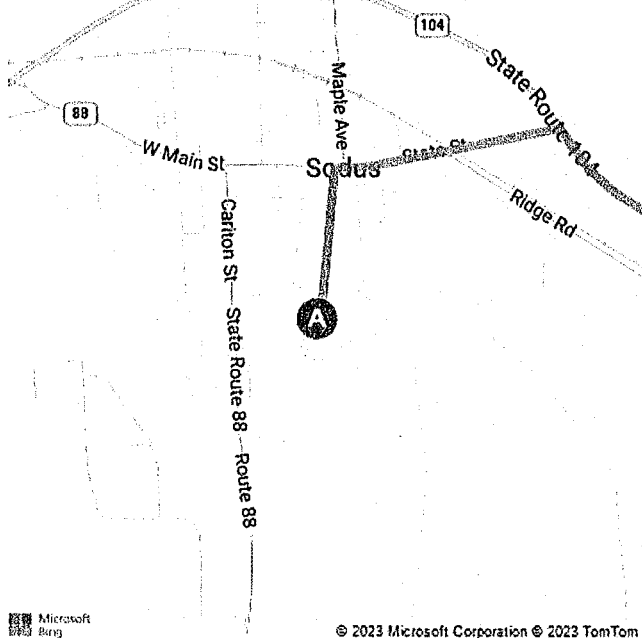 104
State Route 104
Maple Ave
88
W Main St
Sodus
State St
Ridge Rd
Carlton St
State Route 88
Route 88
A
Microsoft
Bing
© 2023 Microsoft Corporation © 2023 TomTom